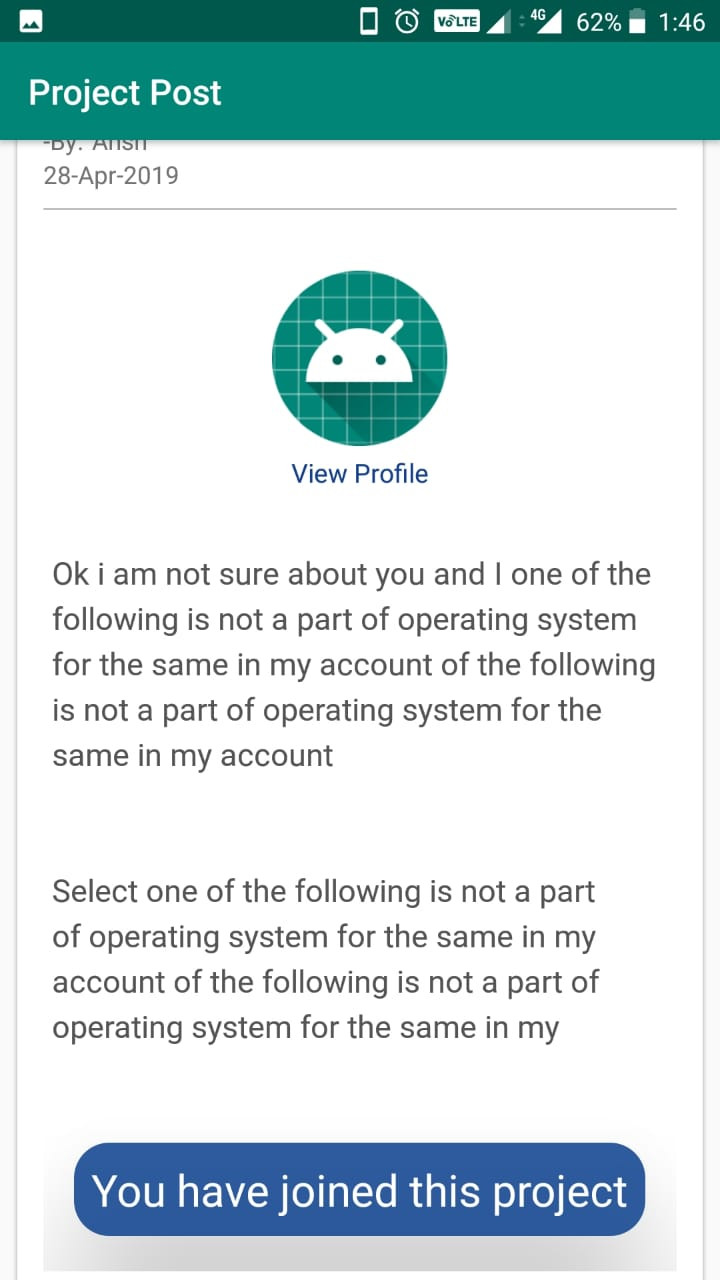 VoLTE 4G 62% 1:46
Project Post
-By: Ansh
28-Apr-2019
View Profile
Ok i am not sure about you and I one of the
following is not a part of operating system
for the same in my account of the following
is not a part of operating system for the
same in my account
Select one of the following is not a part
of operating system for the same in my
account of the following is not a part of
operating system for the same in my
You have joined this project